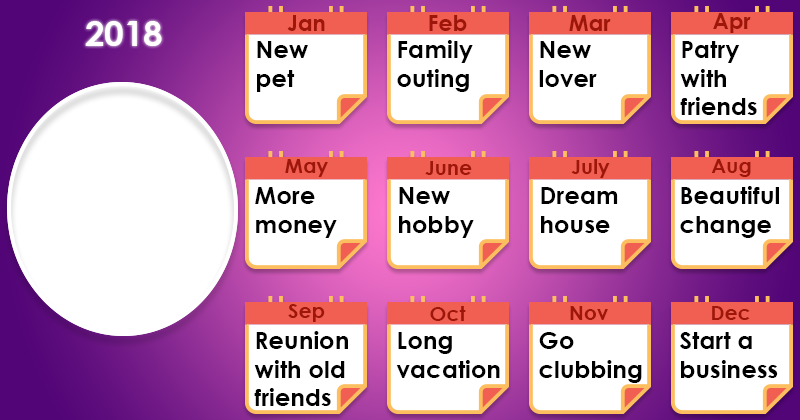 2018
Jan
New
pet
Feb
Family
outing
Mar
New
lover
Apr
Patry
with
friends
May
More
money
June
New
hobby
July
Dream
house
Aug
Beautiful
change
Sep
Reunion
with old
friends
Oct
Long
vacation
Nov
Go
clubbing
Dec
Start a
business